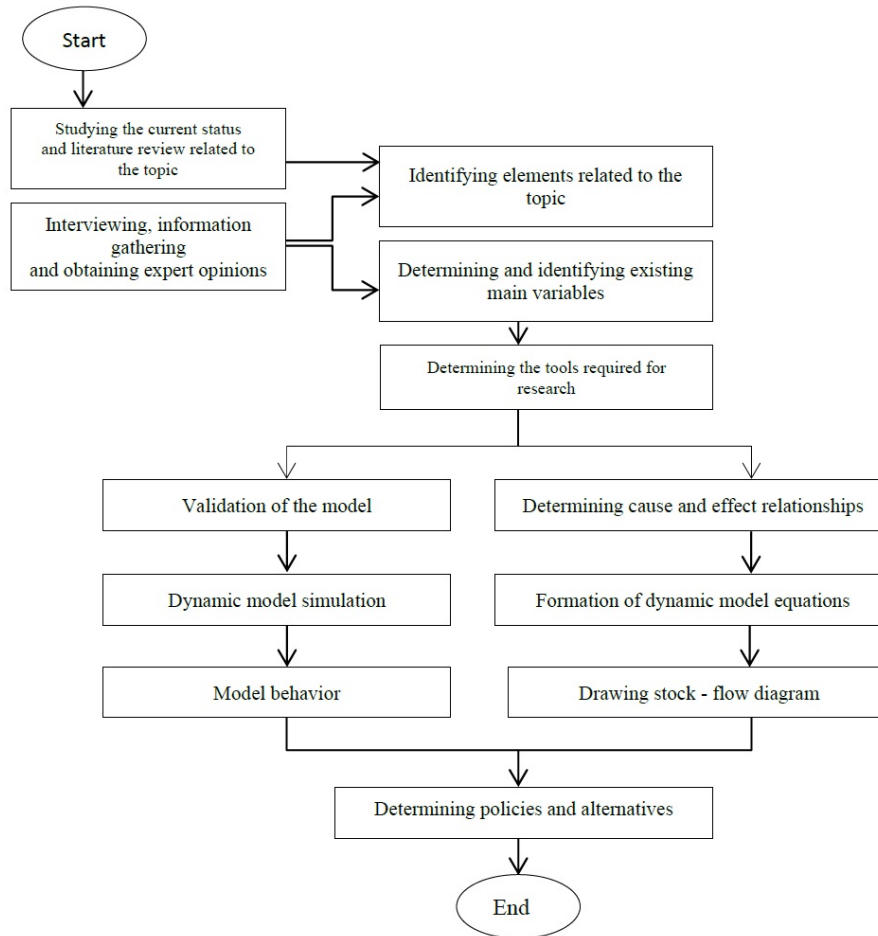 Start
Studying the current status
and literature review related to
the topic
Identifying elements related to the
topic
Interviewing, information
gathering
and obtaining expert opinions
Determining and identifying existing
main variables
Determining the tools required for
research
Validation of the model
Determining cause and effect relationships
Dynamic model simulation
Formation of dynamic model equations
Model behavior
Drawing stock - flow diagram
Determining policies and alternatives
End